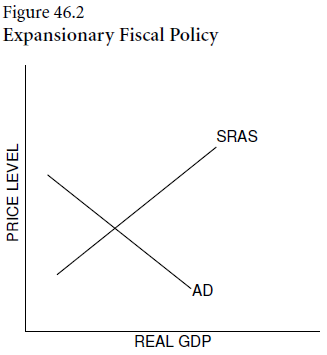 Figure 46.2
Expansionary Fiscal Policy
SRAS
PRICE LEVEL
AD
REAL GDP